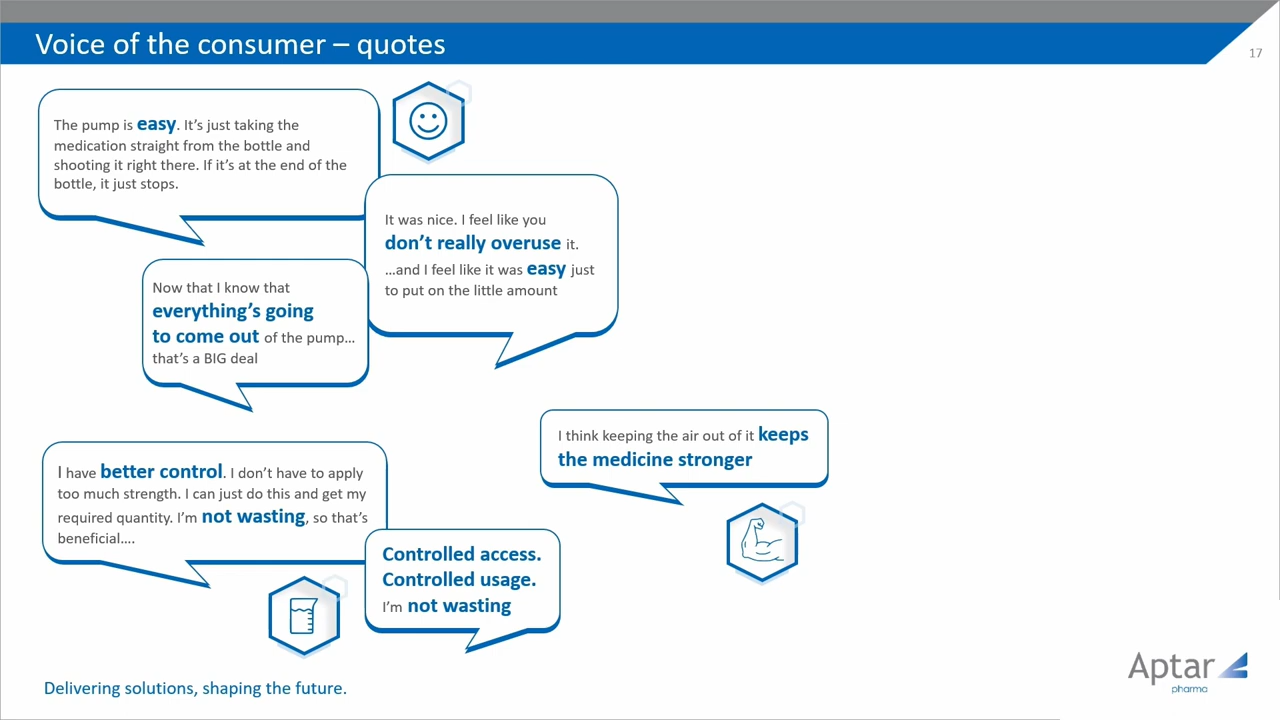 Voice of the consumer – quotes
17
The pump is easy. It's just taking the
medication straight from the bottle and
shooting it right there. If it's at the end of the
bottle, it just stops.
It was nice. I feel like you
don't really overuse it.
…and I feel like it was easy just
to put on the little amount
Now that I know that
everything's going
to come out of the pump…
that's a BIG deal
I think keeping the air out of it keeps
the medicine stronger
I have better control. I don't have to apply
too much strength. I can just do this and get my
required quantity. I'm not wasting, so that's
beneficial….
Controlled access.
Controlled usage.
I'm not wasting
Delivering solutions, shaping the future.
Aptar
pharma